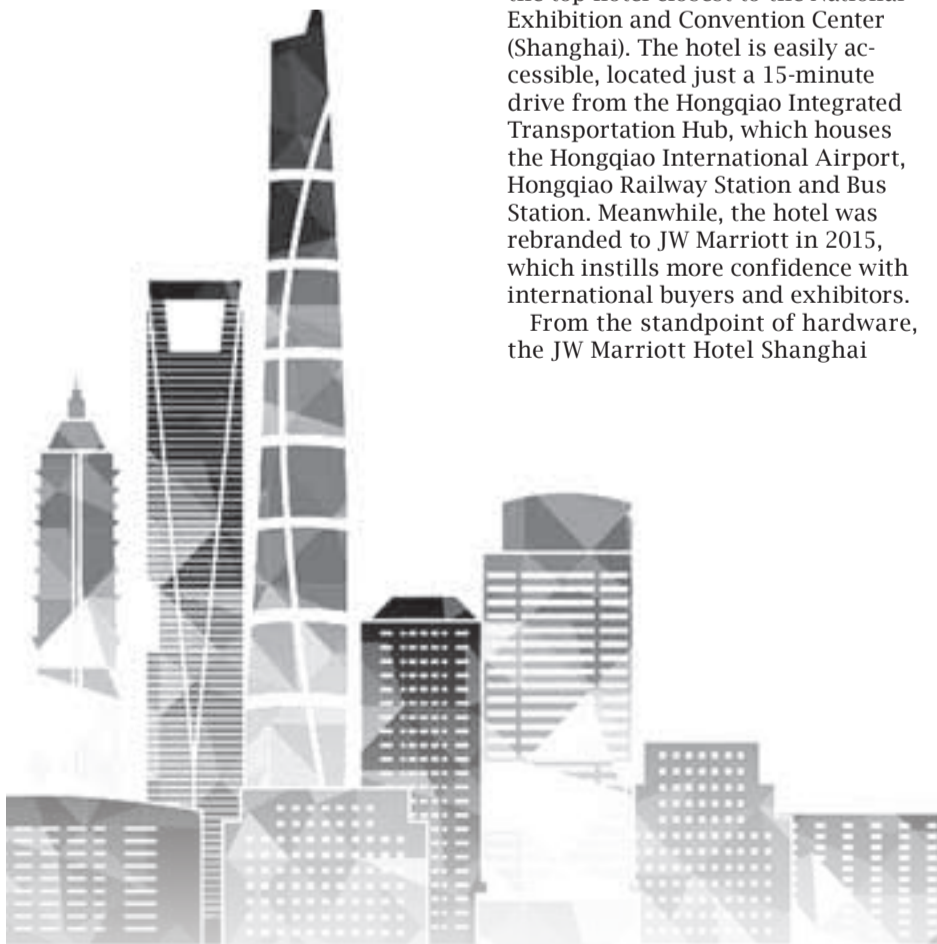 Exhibition and Convention Center
(Shanghai). The hotel is easily ac-
cessible, located just a 15-minute
drive from the Hongqiao Integrated
Transportation Hub, which houses
the Hongqiao International Airport,
Hongqiao Railway Station and Bus
Station. Meanwhile, the hotel was
rebranded to JW Marriott in 2015,
which instills more confidence with
international buyers and exhibitors.
From the standpoint of hardware,
the JW Marriott Hotel Shanghai